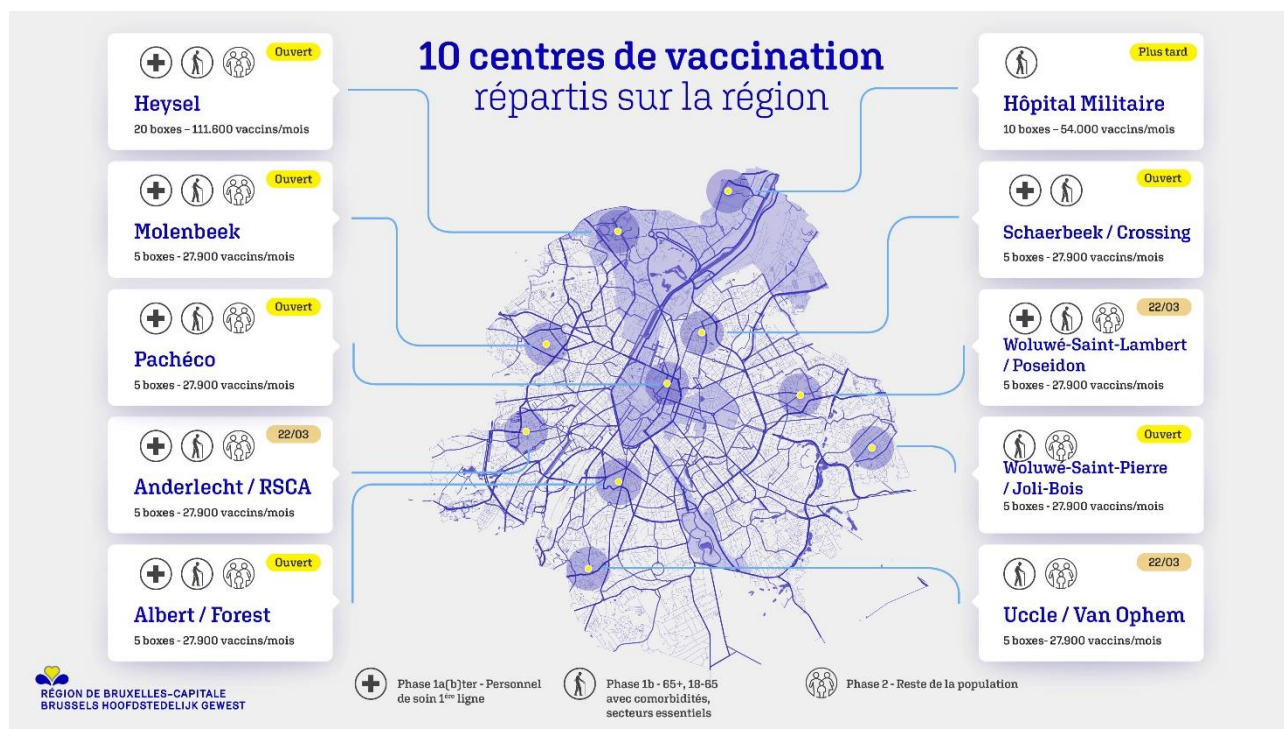 10 centres de vaccination
répartis sur la région
Ouvert
Heysel
20 boxes – 111.600 vaccins/mois
Ouvert
Molenbeek
5 boxes - 27.900 vaccins/mois
Ouvert
Pachéco
5 boxes - 27.900 vaccins/mois
22/03
Anderlecht / RSCA
5 boxes - 27.900 vaccins/mois
Ouvert
Albert / Forest
5 boxes - 27.900 vaccins/mois
Plus tard
Hôpital Militaire
10 boxes – 54.000 vaccins/mois
Ouvert
Schaerbeek / Crossing
5 boxes - 27.900 vaccins/mois
22/03
Woluwé-Saint-Lambert
/ Poseidon
5 boxes - 27.900 vaccins/mois
Ouvert
Woluwé-Saint-Pierre
/ Joli-Bois
5 boxes - 27.900 vaccins/mois
22/03
Uccle / Van Ophem
5 boxes- 27.900 vaccins/mois
RÉGION DE BRUXELLES-CAPITALE
BRUSSELS HOOFDSTEDELIJK GEWEST
Phase 1a(b)ter - Personnel
de soin 1ère ligne
Phase 1b - 65+, 18-65
avec comorbidités,
secteurs essentiels
Phase 2 - Reste de la population